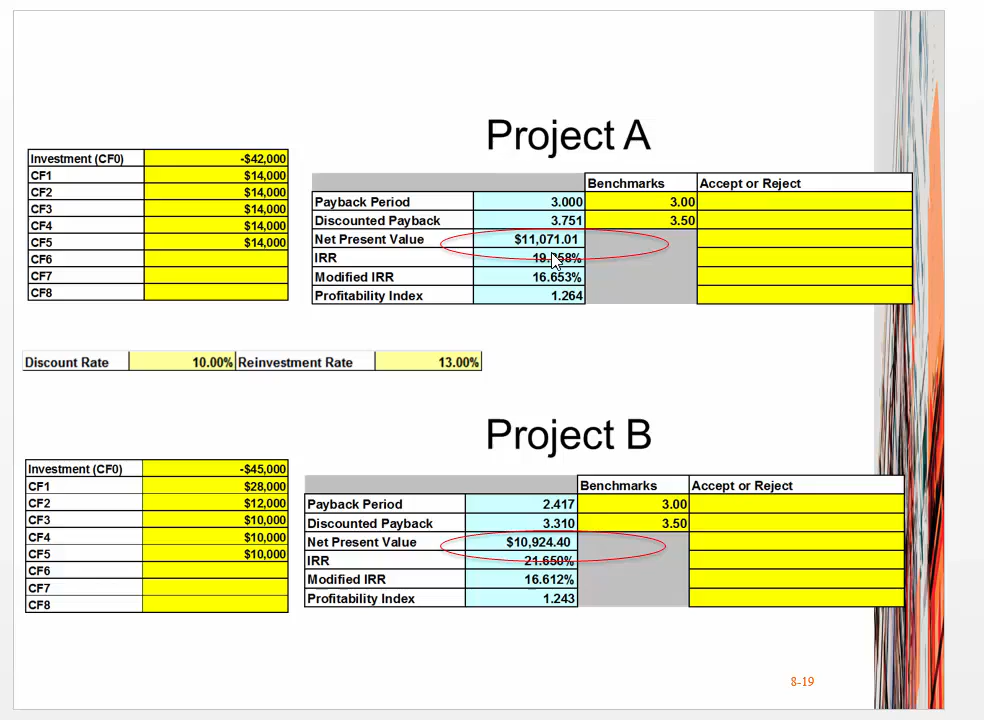 Project A
Investment (CF0) -$42,000
CF1 $14,000
CF2 $14,000
CF3 $14,000
CF4 $14,000
CF5 $14,000
CF6
CF7
CF8
Benchmarks Accept or Reject
Payback Period 3.000 3.00
Discounted Payback 3.751 3.50
Net Present Value $11,071.01
IRR
Modified IRR 16.653%
Profitability Index 1.264
Discount Rate 10.00% Reinvestment Rate 13.00%
Project B
Investment (CF0) -$45,000
CF1 $28,000
CF2 $12,000
CF3 $10,000
CF4 $10,000
CF5 $10,000
CF6
CF7
CF8
Benchmarks Accept or Reject
Payback Period 2.417 3.00
Discounted Payback 3.310 3.50
Net Present Value $10,924.40
IRR 21.650%
Modified IRR 16.612%
Profitability Index 1.243
8-19